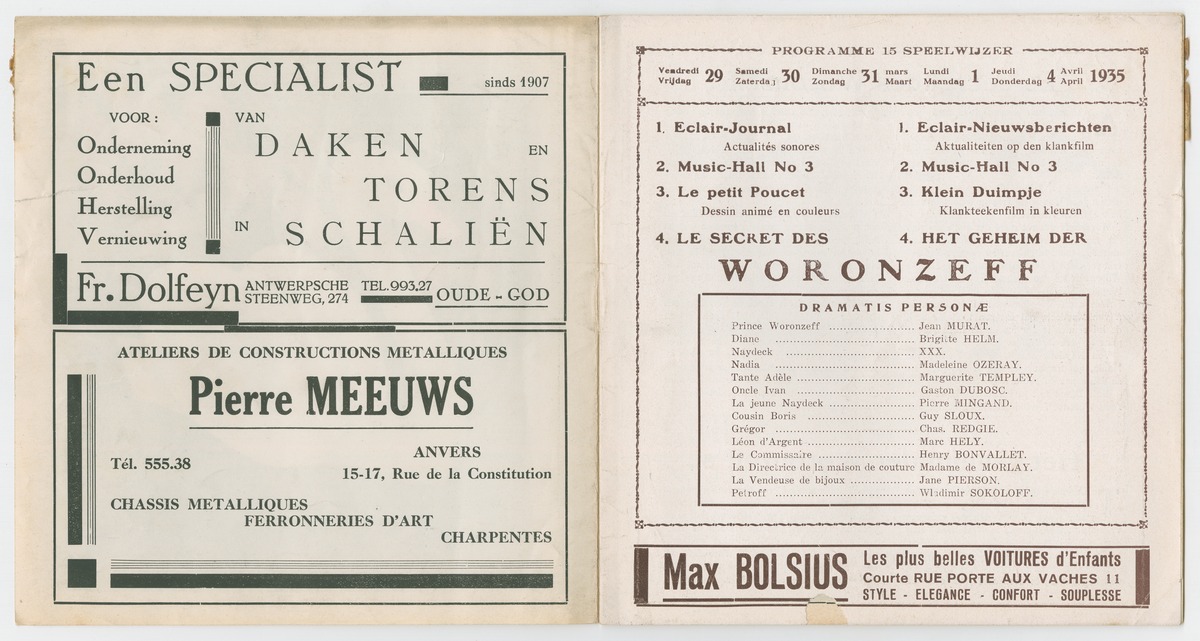 Een SPECIALIST sinds 1907
VOOR :
Onderneming
Onderhoud
Herstelling
Vernieuwing
VAN
DAKEN EN
TORENS
IN SCHALIËN
Fr. Dolfeyn ANTWERPSCHE STEENWEG, 274 TEL. 993,27 OUDE - GOD
ATELIERS DE CONSTRUCTIONS METALLIQUES
Pierre MEEUWS
ANVERS
Tél. 555.38
15-17, Rue de la Constitution
CHASSIS METALLIQUES
FERRONNERIES D'ART
CHARPENTES
PROGRAMME 15 SPEELWIJZER
Vendredi Vrijdag 29 Samedi Zaterdag 30 Dimanche Zondag 31 mars Maart Lundi Maandag 1 Jeudi Donderdag 4 Avril April 1935
1. Eclair-Journal
Actualités sonores
2. Music-Hall No 3
3. Le petit Poucet
Dessin animé en couleurs
4. LE SECRET DES
1. Eclair-Nieuwsberichten
Aktualiteiten op den klankfilm
2. Music-Hall No 3
3. Klein Duimpje
Klankteekenfilm in kleuren
4. HET GEHEIM DER
WORONZEFF
DRAMATIS PERSONÆ
Prince Woronzeff .................... Jean MURAT.
Diane .................... Brigitte HELM.
Naydeck .................... XXX.
Nadia .................... Madeleine OZERAY.
Tante Adèle .................... Marguerite TEMPLEY.
Oncle Ivan .................... Gaston DUBOSC.
La jeune Naydeck .................... Pierre MINGAND.
Cousin Boris .................... Guy SLOUX.
Grégor .................... Chas. REDGIE.
Léon d'Argent .................... Marc HELY.
Le Commissaire .................... Henry BONVALLET.
La Directrice de la maison de couture Madame de MORLAY.
La Vendeuse de bijoux .................... Jane PIERSON.
Petroff .................... Wladimir SOKOLOFF.
Max BOLSIUS
Les plus belles VOITURES d'Enfants
Courte RUE PORTE AUX VACHES 11
STYLE - ELEGANCE - CONFORT - SOUPLESSE